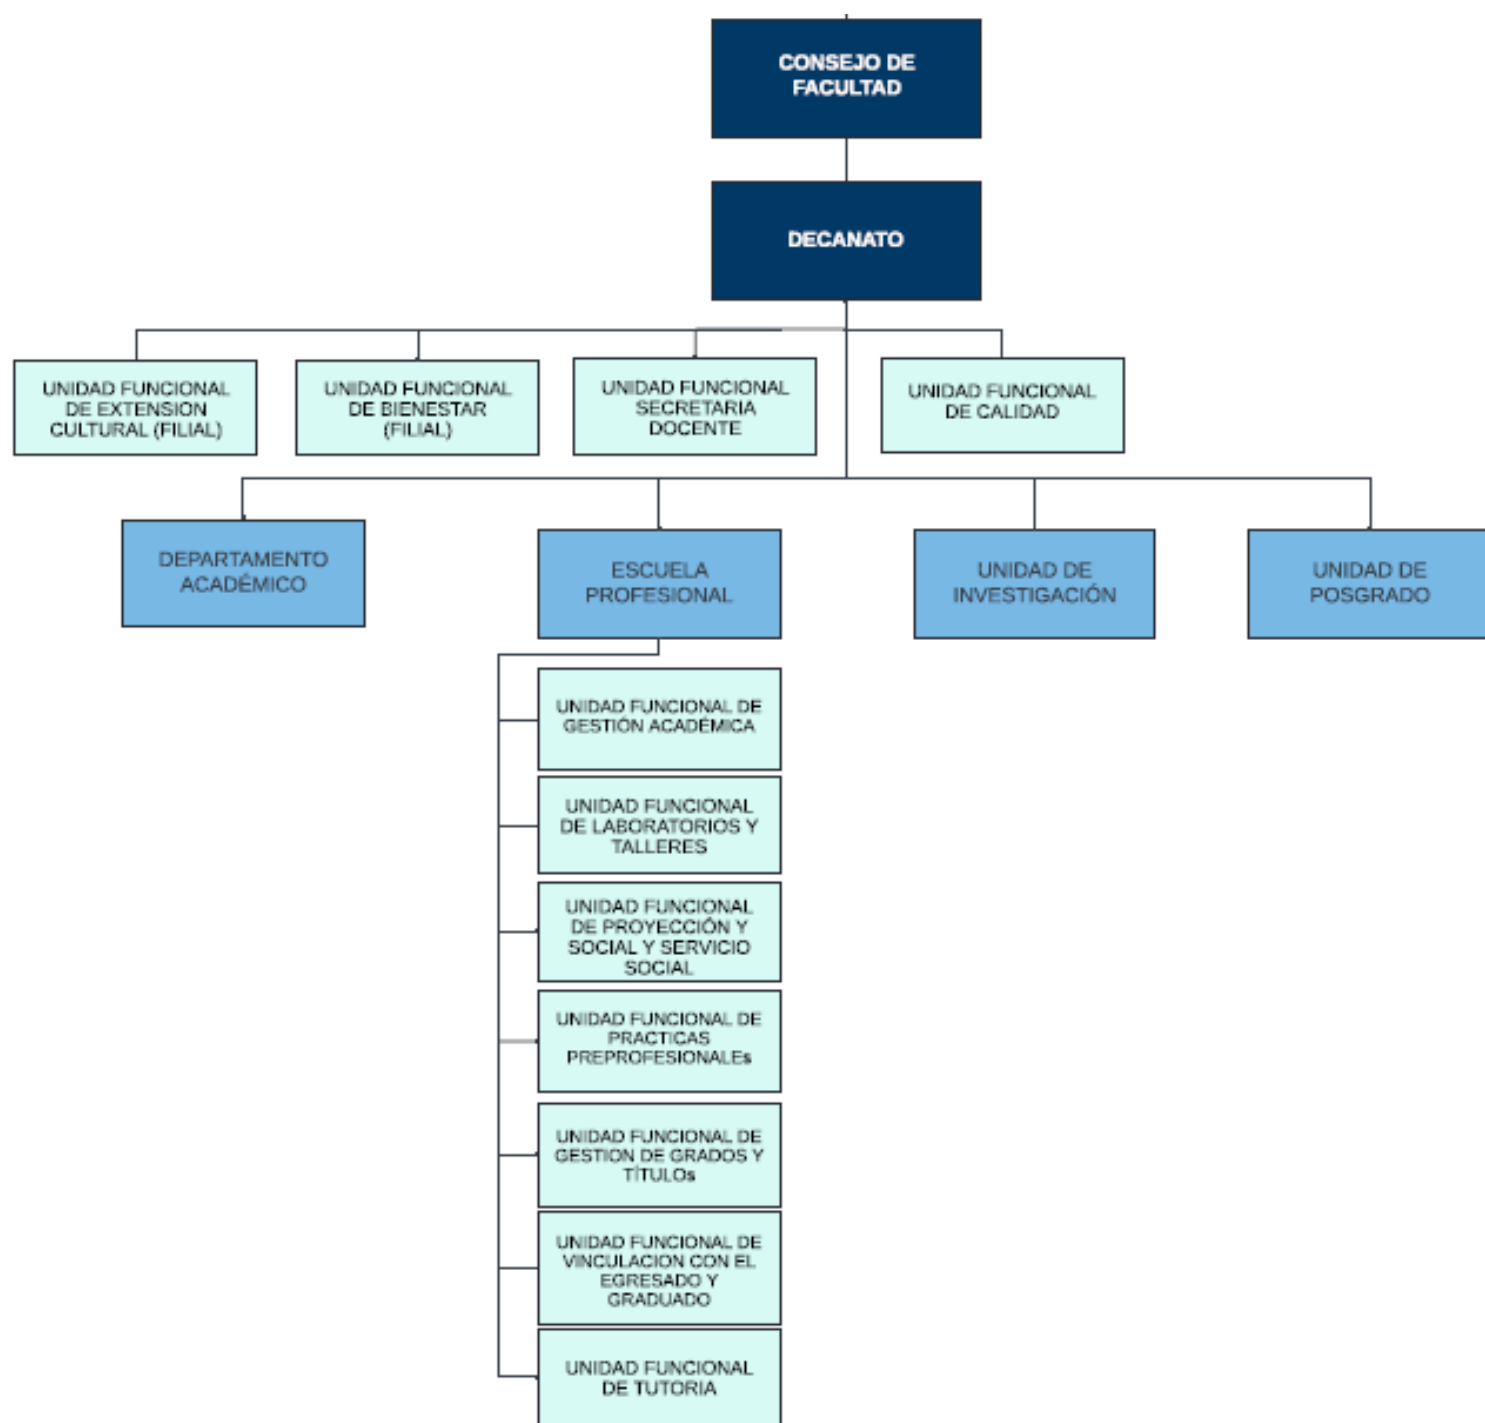 CONSEJO DE
FACULTAD
DECANATO
UNIDAD FUNCIONAL
DE EXTENSION
CULTURAL (FILIAL)
UNIDAD FUNCIONAL
DE BIENESTAR
(FILIAL)
UNIDAD FUNCIONAL
SECRETARIA
DOCENTE
UNIDAD FUNCIONAL
DE CALIDAD
DEPARTAMENTO
ACADÉMICO
ESCUELA
PROFESIONAL
UNIDAD DE
INVESTIGACIÓN
UNIDAD DE
POSGRADO
UNIDAD FUNCIONAL DE
GESTIÓN ACADÉMICA
UNIDAD FUNCIONAL
DE LABORATORIOS Y
TALLERES
UNIDAD FUNCIONAL
DE PROYECCIÓN Y
SOCIAL Y SERVICIO
SOCIAL
UNIDAD FUNCIONAL DE
PRACTICAS
PREPROFESIONALEs
UNIDAD FUNCIONAL DE
GESTION DE GRADOS Y
TÍTULOs
UNIDAD FUNCIONAL DE
VINCULACION CON EL
EGRESADO Y
GRADUADO
UNIDAD FUNCIONAL
DE TUTORIA